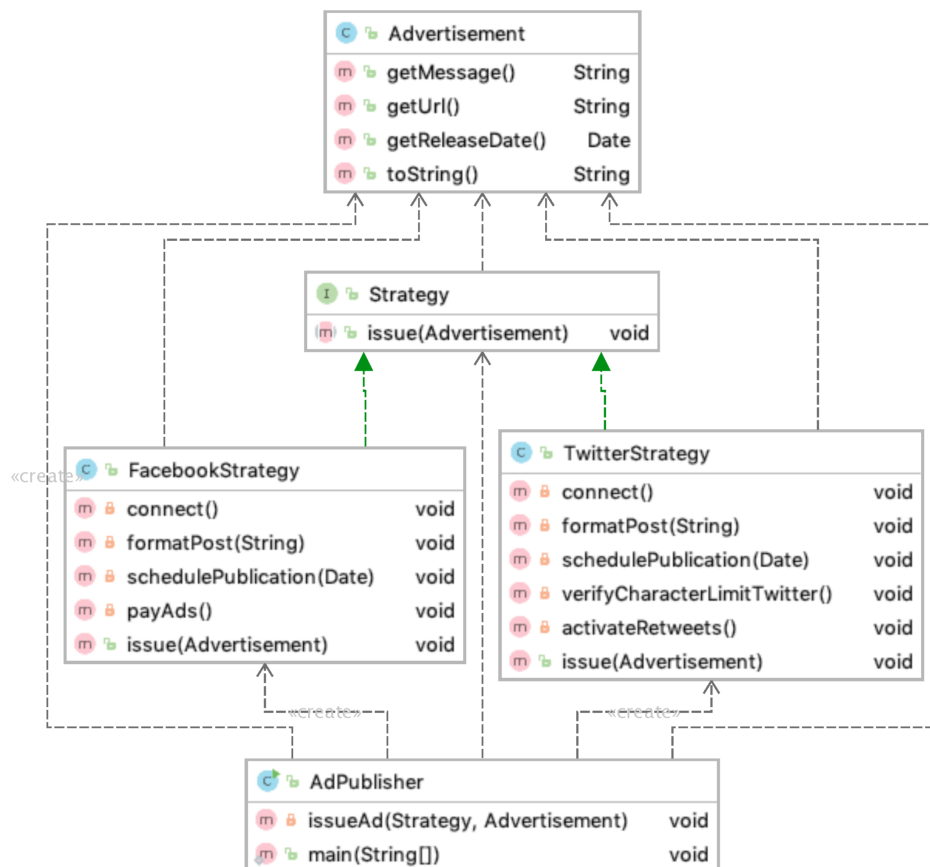 Advertisement
getMessage() String
getUrl() String
getReleaseDate() Date
toString() String
Strategy
issue(Advertisement) void
«create»
FacebookStrategy
connect() void
formatPost(String) void
schedulePublication(Date) void
payAds() void
issue(Advertisement) void
TwitterStrategy
connect() void
formatPost(String) void
schedulePublication(Date) void
verifyCharacterLimitTwitter() void
activateRetweets() void
issue(Advertisement) void
«create»
«create»
AdPublisher
issueAd(Strategy, Advertisement) void
main(String[]) void